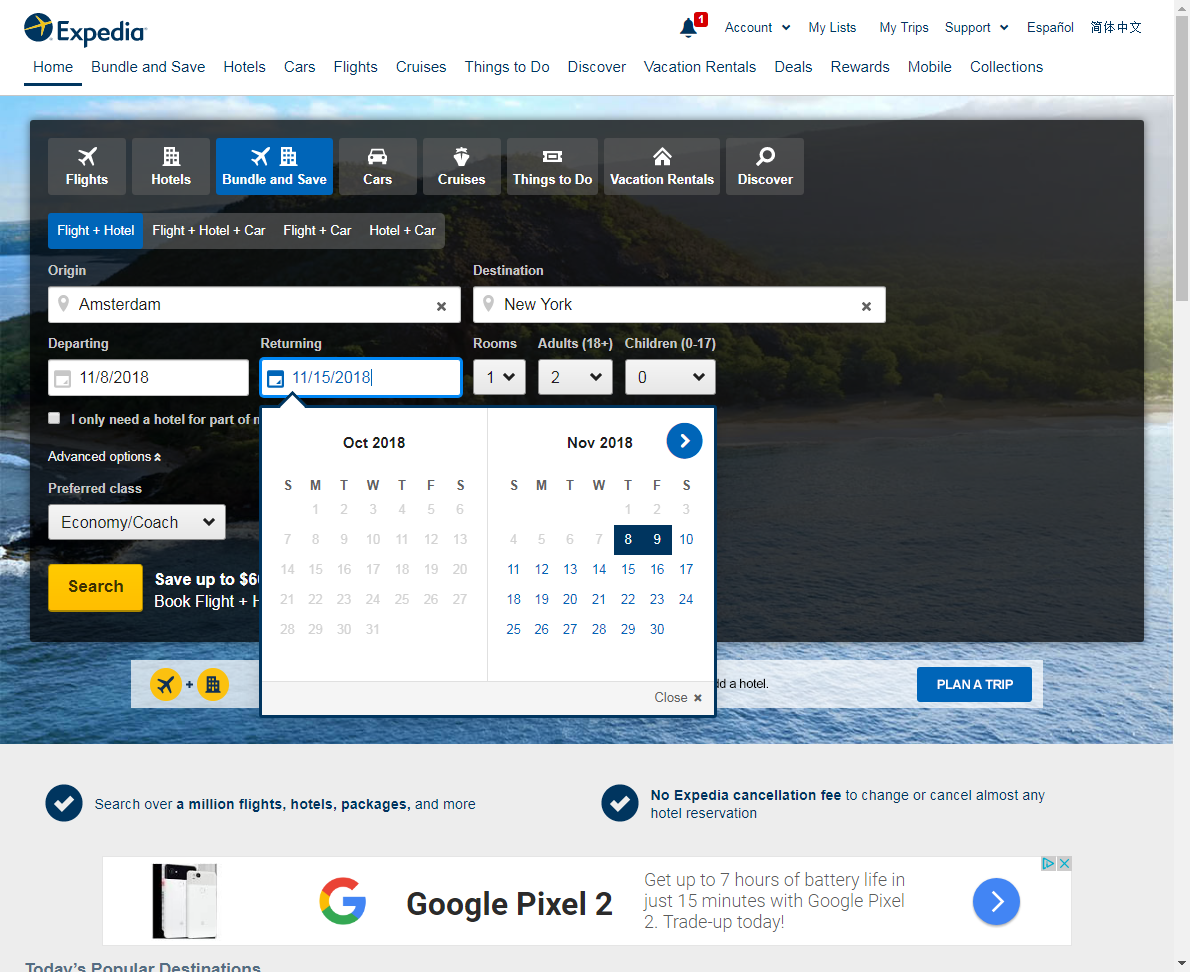 Expedia
1
Account My Lists My Trips Support Español 简体中文
Home Bundle and Save Hotels Cars Flights Cruises Things to Do Discover Vacation Rentals Deals Rewards Mobile Collections
Flights Hotels Bundle and Save Cars Cruises Things to Do Vacation Rentals Discover
Flight + Hotel Flight + Hotel + Car Flight + Car Hotel + Car
Origin Destination
Amsterdam New York
Departing Returning Rooms Adults (18+) Children (0-17)
11/8/2018 11/15/2018 1 2 0
I only need a hotel for part of
Advanced options
Preferred class
Economy/Coach
Search
Save up to $6
Book Flight +
Oct 2018
S M T W T F S
1 2 3 4 5 6
7 8 9 10 11 12 13
14 15 16 17 18 19 20
21 22 23 24 25 26 27
28 29 30 31
Nov 2018
S M T W T F S
1 2 3
4 5 6 7 8 9 10
11 12 13 14 15 16 17
18 19 20 21 22 23 24
25 26 27 28 29 30
Close
+ a hotel.
PLAN A TRIP
Search over a million flights, hotels, packages, and more
No Expedia cancellation fee to change or cancel almost any
hotel reservation
Google Pixel 2
Get up to 7 hours of battery life in
just 15 minutes with Google Pixel
2. Trade-up today!
Today's Popular Destinations